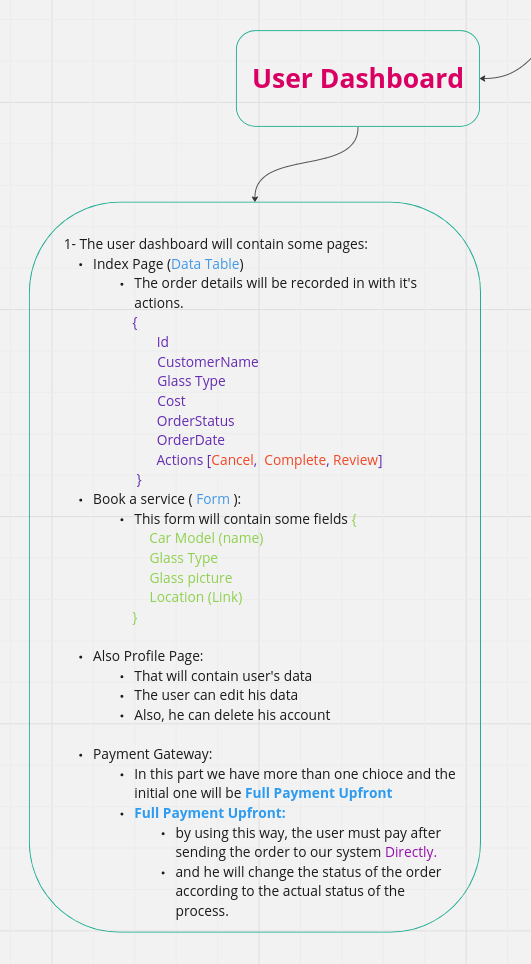 User Dashboard
1- The user dashboard will contain some pages:
• Index Page (Data Table)
• The order details will be recorded in with it's
actions.
{
Id
CustomerName
Glass Type
Cost
OrderStatus
OrderDate
Actions [Cancel, Complete, Review]
}
• Book a service ( Form ):
• This form will contain some fields {
Car Model (name)
Glass Type
Glass picture
Location (Link)
}
• Also Profile Page:
• That will contain user's data
• The user can edit his data
• Also, he can delete his account
• Payment Gateway:
• In this part we have more than one chioce and the
initial one will be Full Payment Upfront
• Full Payment Upfront:
• by using this way, the user must pay after
sending the order to our system Directly.
• and he will change the status of the order
according to the actual status of the
process.